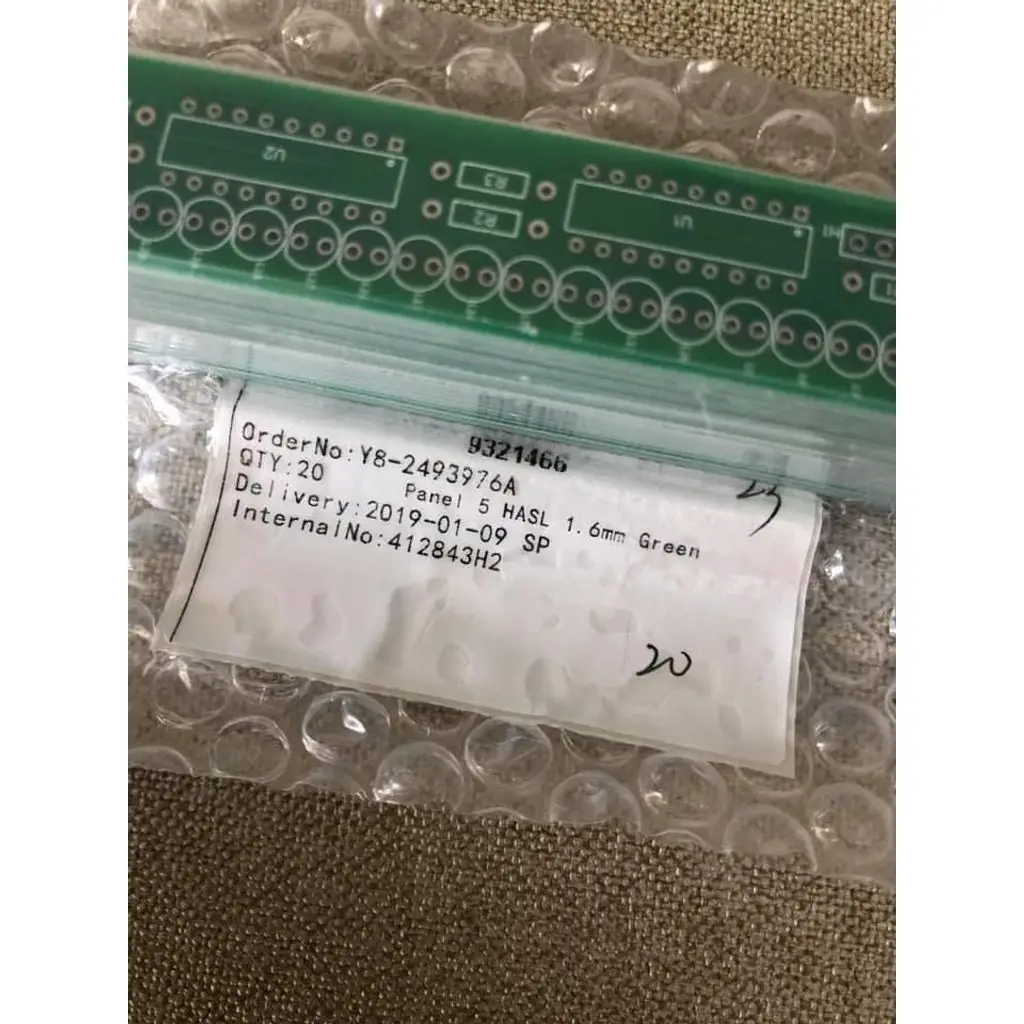 U2
R3
R2
U1
9321466
OrderNo:Y8-2493976A
QTY:20
Panel 5 HASL 1.6mm Green
Delivery:2019-01-09 SP
InternalNo:412843H2
20